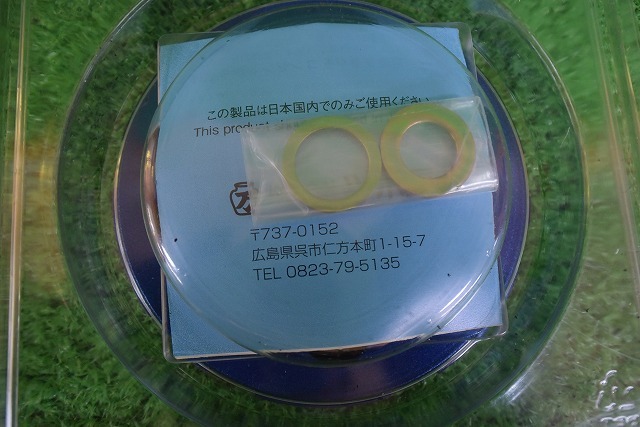 この製品は日本国内でのみご使用ください
This product
〒737-0152
広島県呉市仁方本町1-15-7
TEL 0823-79-5135